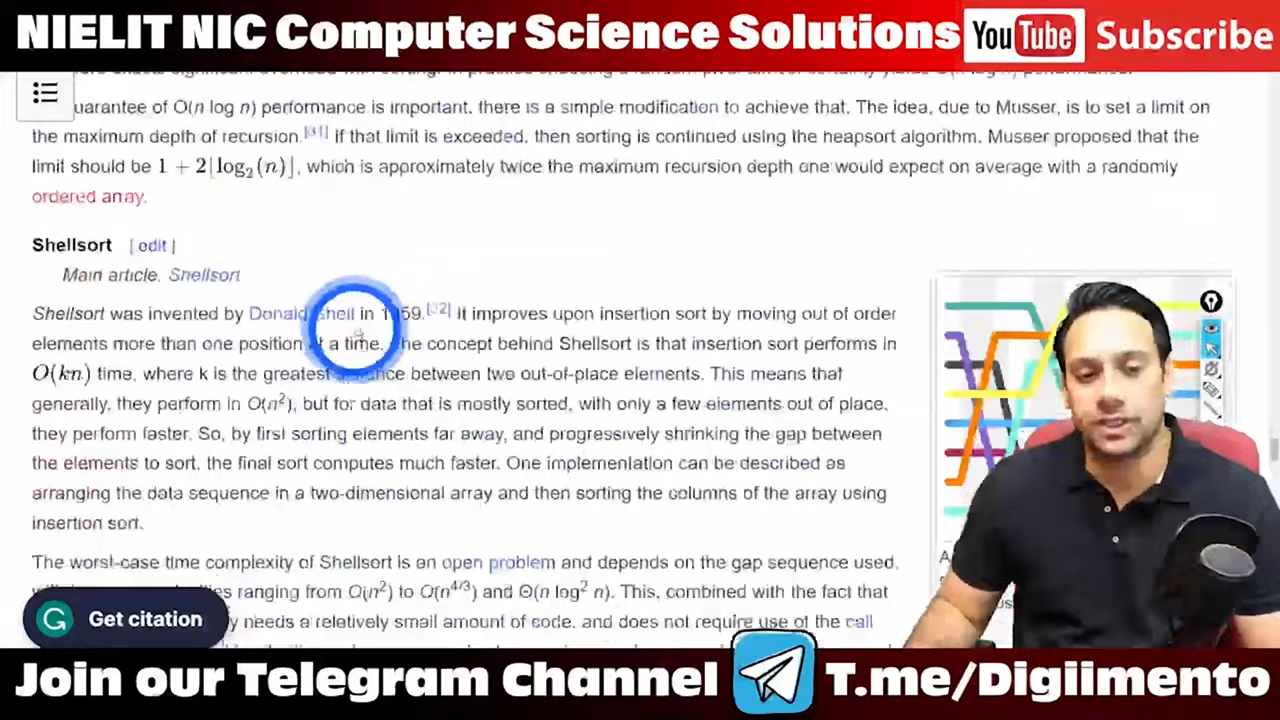 NIELIT NIC Computer Science Solutions YouTube Subscribe
uarantee of O(n log n) performance is important, there is a simple modification to achieve that. The idea, due to Musser, is to set a limit on
the maximum depth of recursion.[31] If that limit is exceeded, then sorting is continued using the heapsort algorithm. Musser proposed that the
limit should be 1 + 2⌊log₂(n)⌋, which is approximately twice the maximum recursion depth one would expect on average with a randomly
ordered array.
Shellsort [edit]
Main article: Shellsort
Shellsort was invented by Donald Shell in 1959.[32] It improves upon insertion sort by moving out of order
elements more than one position at a time. The concept behind Shellsort is that insertion sort performs in
O(kn) time, where k is the greatest distance between two out-of-place elements. This means that
generally, they perform in O(n²), but for data that is mostly sorted, with only a few elements out of place,
they perform faster. So, by first sorting elements far away, and progressively shrinking the gap between
the elements to sort, the final sort computes much faster. One implementation can be described as
arranging the data sequence in a two-dimensional array and then sorting the columns of the array using
insertion sort.
The worst-case time complexity of Shellsort is an open problem and depends on the gap sequence used,
ranging from O(n²) to O(n^4/3) and Θ(n log² n). This, combined with the fact that
Get citation
needs a relatively small amount of code, and does not require use of the call
Join our Telegram Channel T.me/Digiimento